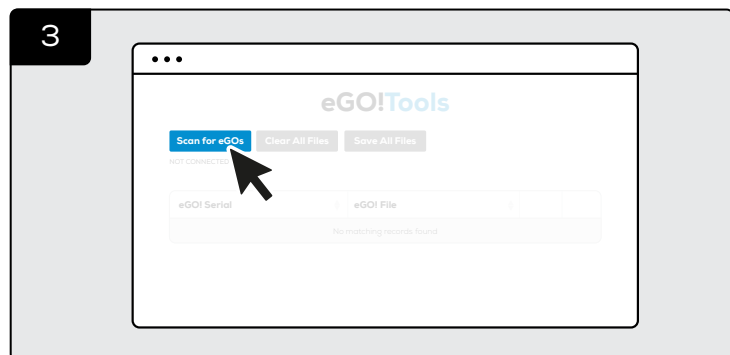 3
eGO!Tools
Scan for eGOs Clear All Files Save All Files
NOT CONNECTED
eGO! Serial eGO! File
No matching records found